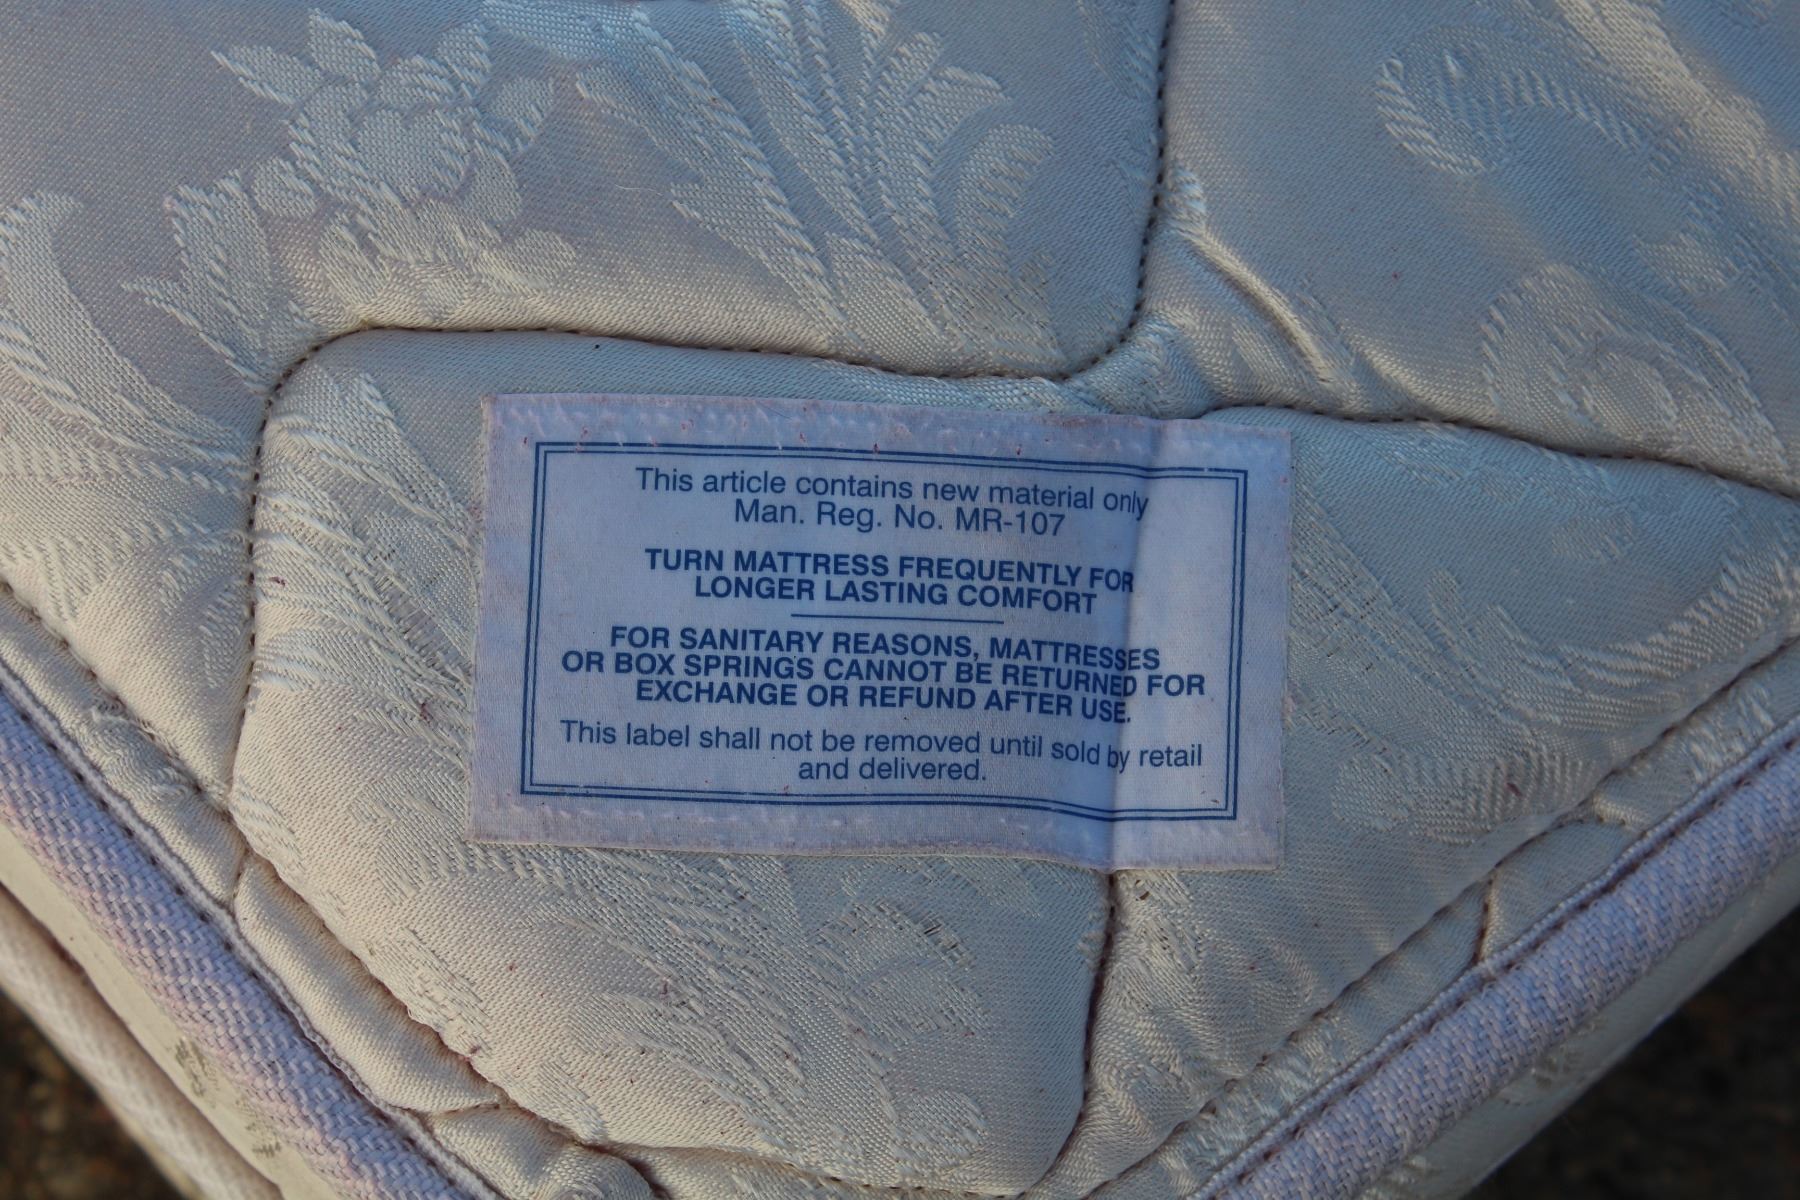 This article contains new material only
Man. Reg. No. MR-107
TURN MATTRESS FREQUENTLY FOR
LONGER LASTING COMFORT
FOR SANITARY REASONS, MATTRESSES
OR BOX SPRINGS CANNOT BE RETURNED FOR
EXCHANGE OR REFUND AFTER USE.
This label shall not be removed until sold by retail
and delivered.